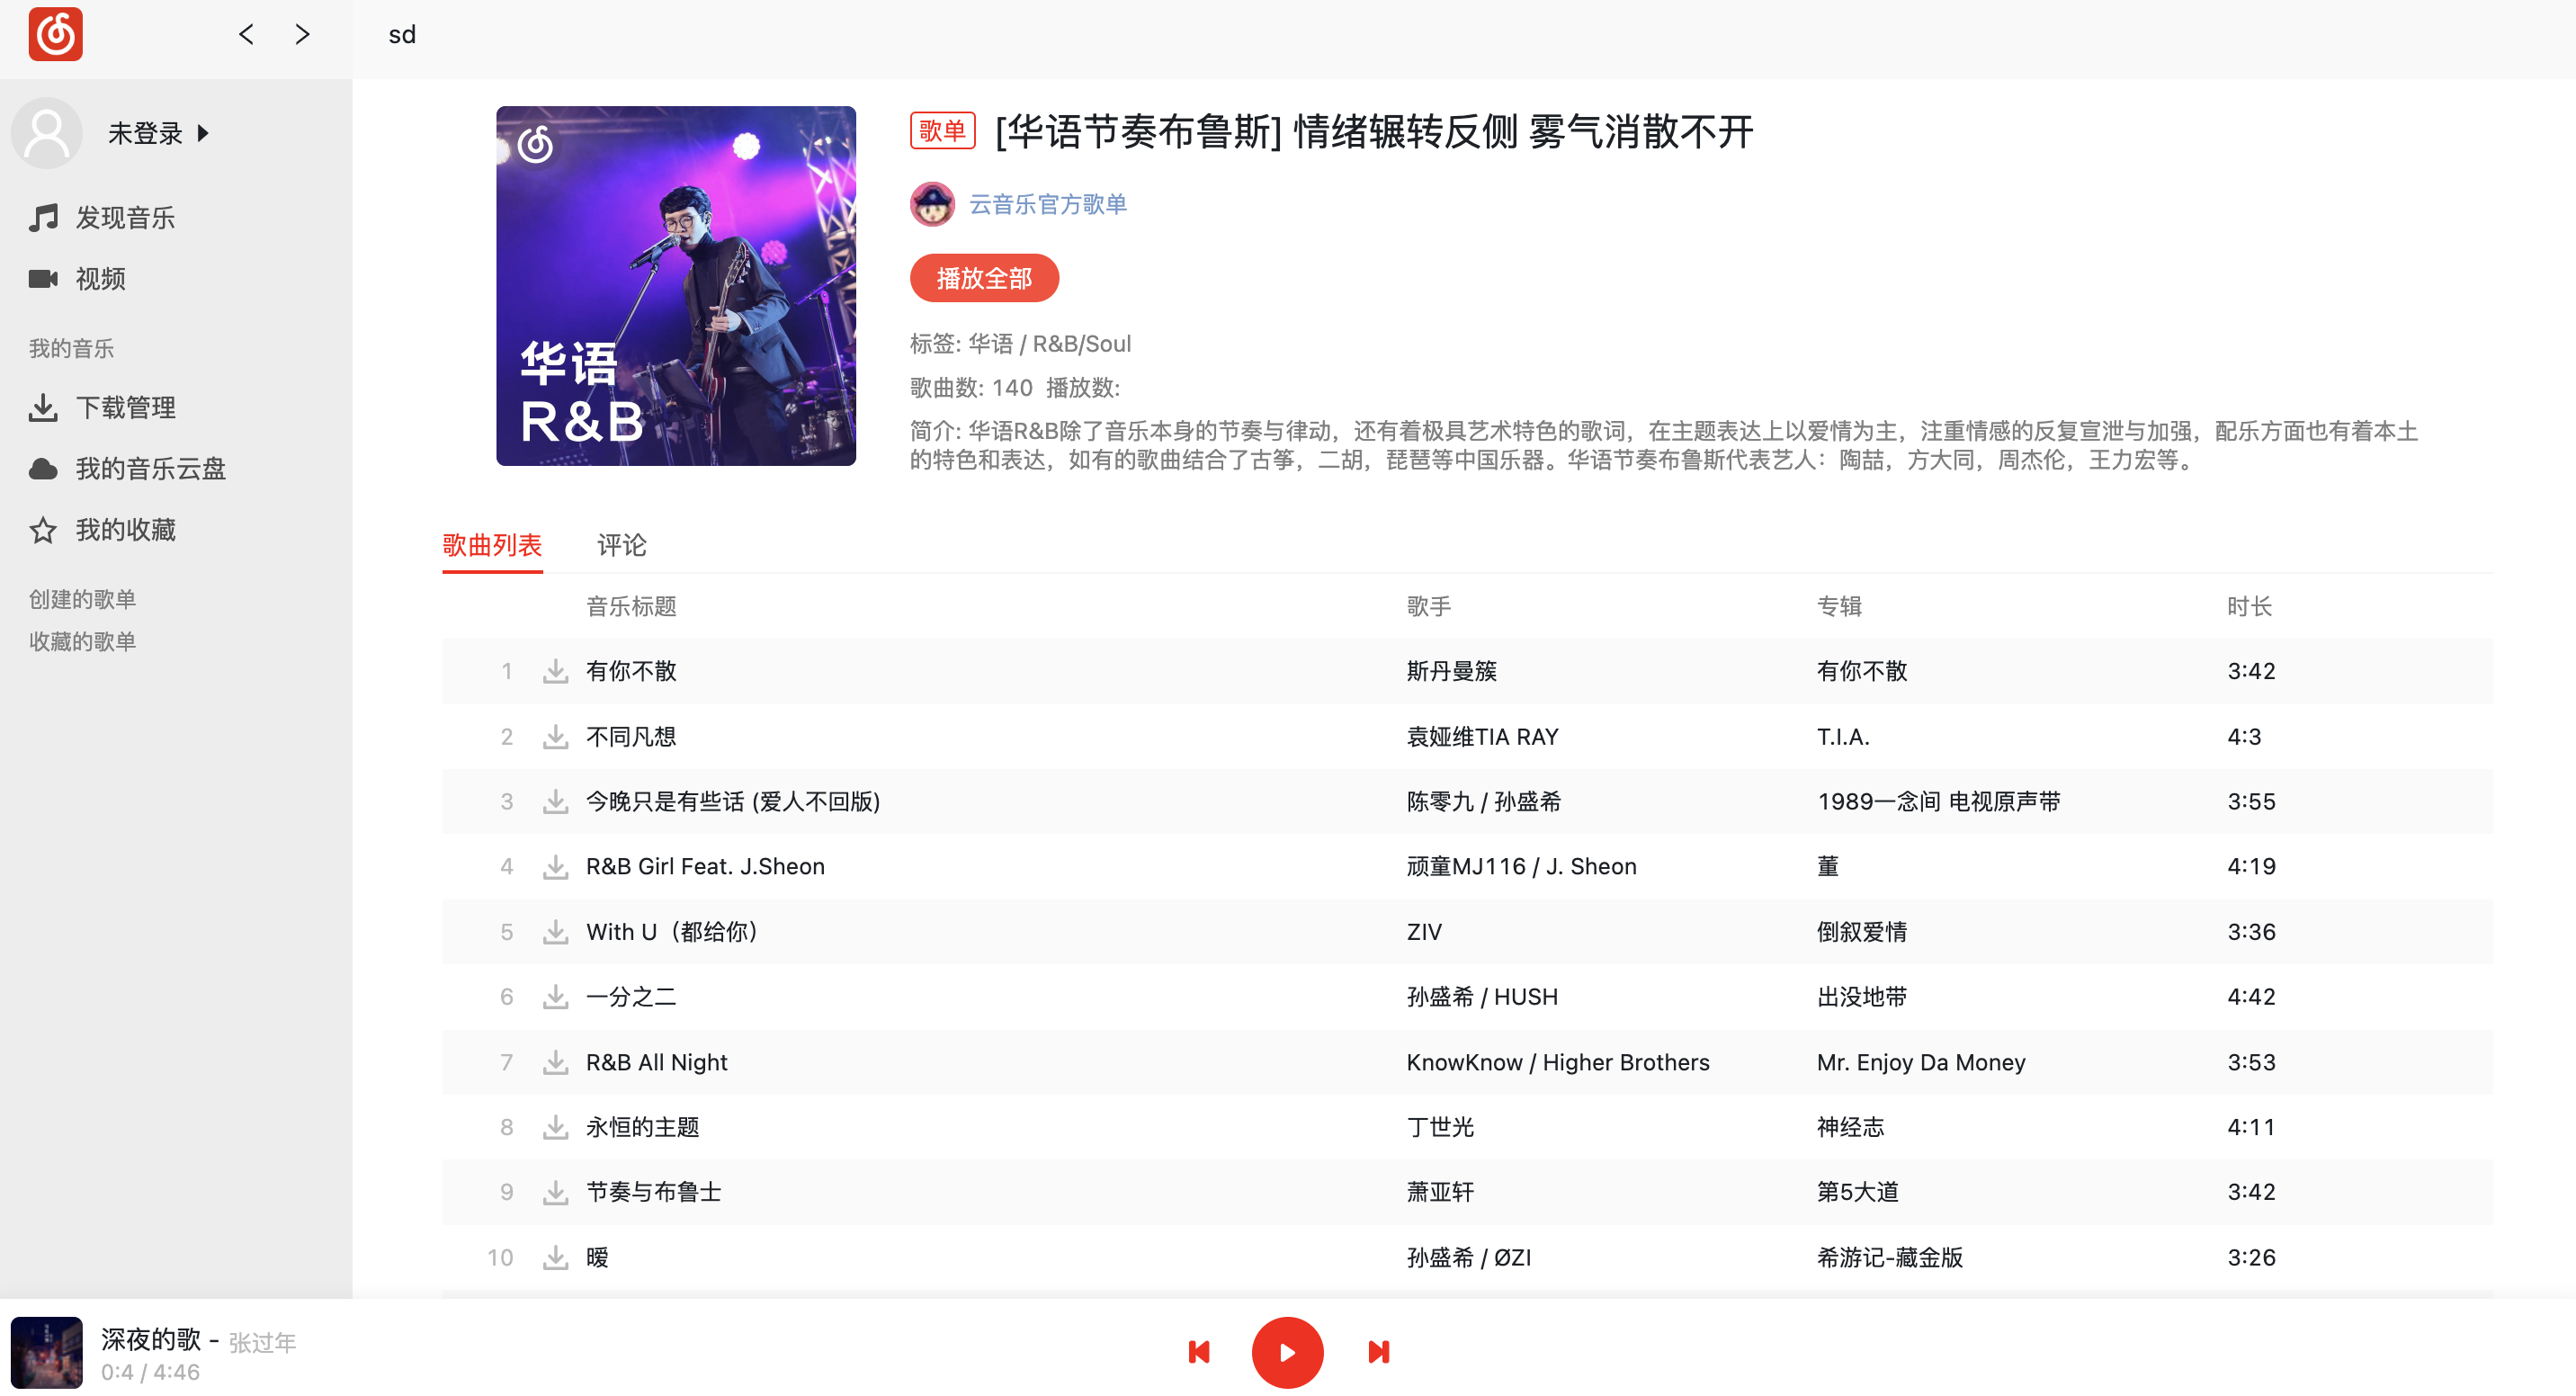 sd
未登录
发现音乐
视频
我的音乐
下载管理
我的音乐云盘
我的收藏
创建的歌单
收藏的歌单
华语
R&B
歌单 [华语节奏布鲁斯] 情绪辗转反侧 雾气消散不开
云音乐官方歌单
播放全部
标签: 华语 / R&B/Soul
歌曲数: 140 播放数:
简介: 华语R&B除了音乐本身的节奏与律动，还有着极具艺术特色的歌词，在主题表达上以爱情为主，注重情感的反复宣泄与加强，配乐方面也有着本土
的特色和表达，如有的歌曲结合了古筝，二胡，琵琶等中国乐器。华语节奏布鲁斯代表艺人：陶喆，方大同，周杰伦，王力宏等。
歌曲列表 评论
音乐标题 歌手 专辑 时长
1 有你不散 斯丹曼簇 有你不散 3:42
2 不同凡想 袁娅维TIA RAY T.I.A. 4:3
3 今晚只是有些话 (爱人不回版) 陈零九 / 孙盛希 1989一念间 电视原声带 3:55
4 R&B Girl Feat. J.Sheon 顽童MJ116 / J. Sheon 董 4:19
5 With U（都给你） ZIV 倒叙爱情 3:36
6 一分之二 孙盛希 / HUSH 出没地带 4:42
7 R&B All Night KnowKnow / Higher Brothers Mr. Enjoy Da Money 3:53
8 永恒的主题 丁世光 神经志 4:11
9 节奏与布鲁士 萧亚轩 第5大道 3:42
10 暧 孙盛希 / ØZI 希游记-藏金版 3:26
深夜的歌 - 张过年
0:4 / 4:46